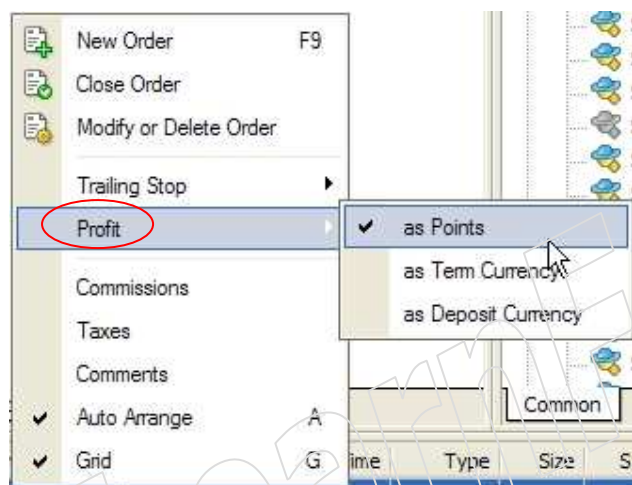 New Order F9
Close Order
Modify or Delete Order
Trailing Stop
Profit
as Points
as Term Currency
as Deposit Currency
Commissions
Taxes
Comments
Auto Arrange A
Grid G
Common
Type Size